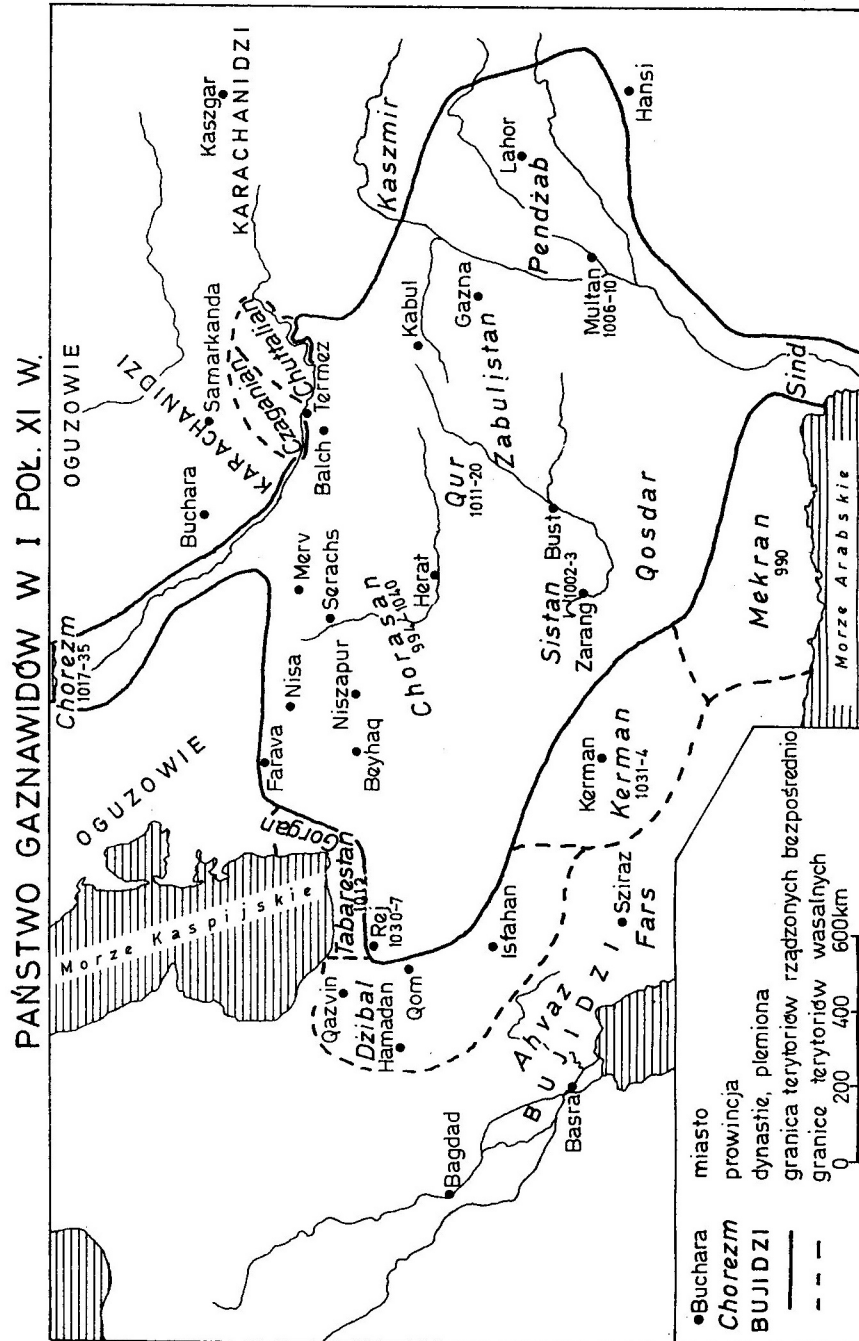 PAŃSTWO GAZNAWIDÓW W I POŁ. XI W.
OGUZOWIE
Chorezm
1017-35
Buchara
Samarkanda
KARACHANIDZI
Kaszgar
KARACHANIDZI
Czaganian
Chuttalian
Termez
Balch
OGUZOWIE
Morze Kaspijskie
Farava
Nisa
Merv
Serachs
Gorgan
Tabarestan
1012
Beyhaq
Niszapur
Chorasan
994-1040
Herat
Kaszmir
Kabul
Gazna
Lahor
Pendżab
Hansi
Multan
1006-10
Qur
1011-20
Zabulistan
Qazvin
Rej
1030-7
Dżibal
Hamadan
Qom
Isfahan
Sistan
1002-3
Bust
Zarang
Qosdar
Sind
Bagdad
Ahvaz
BUJIDZI
Basra
Sziraz
Fars
Kerman
Kerman
1031-4
Mekran
990
Morze Arabskie
Buchara miasto
Chorezm prowincja
BUJIDZI dynastie, plemiona
granica terytoriów rządzonych bezpośrednio
granice terytoriów wasalnych
0 200 400 600km